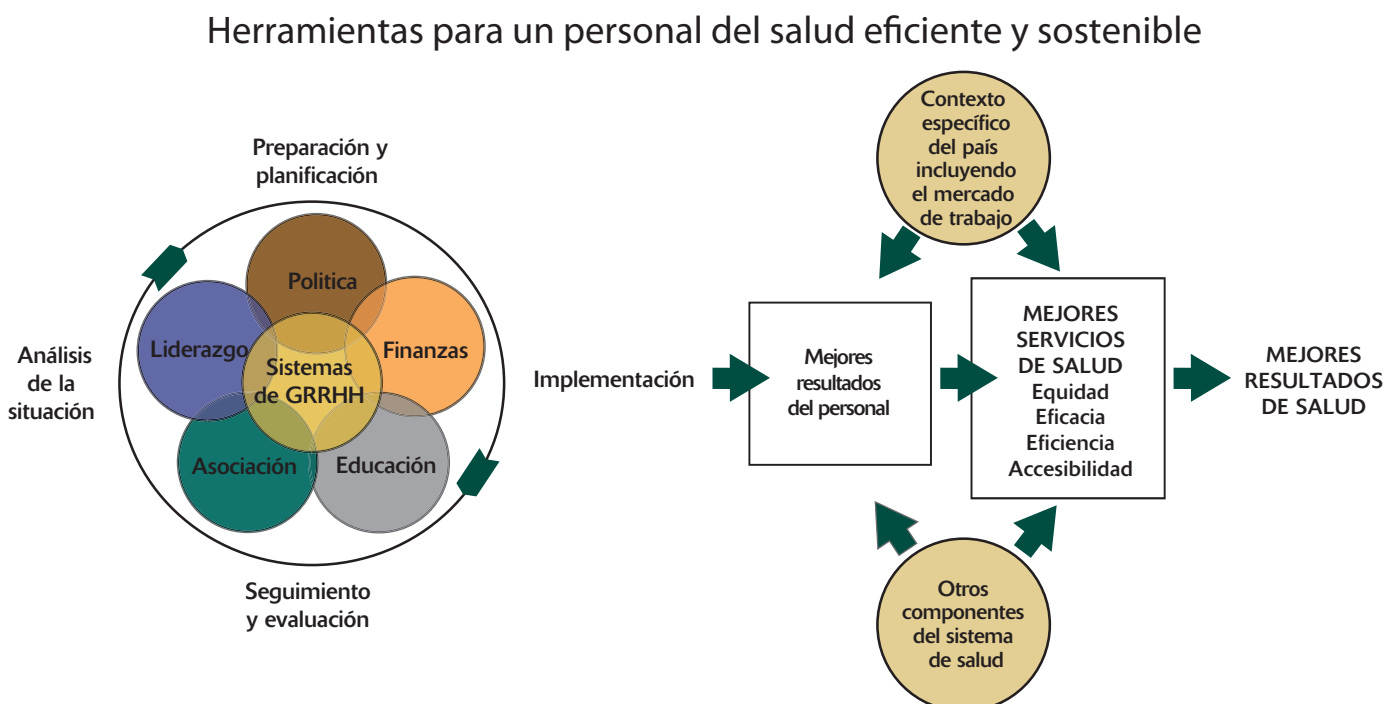 Herramientas para un personal del salud eficiente y sostenible
Preparación y
planificación
Análisis
de la
situación
Politica
Liderazgo
Finanzas
Sistemas
de GRRHH
Asociación
Educación
Seguimiento
y evaluación
Implementación
Contexto
específico
del país
incluyendo
el mercado
de trabajo
Mejores
resultados
del personal
MEJORES
SERVICIOS
DE SALUD
Equidad
Eficacia
Eficiencia
Accesibilidad
MEJORES
RESULTADOS
DE SALUD
Otros
componentes
del sistema
de salud